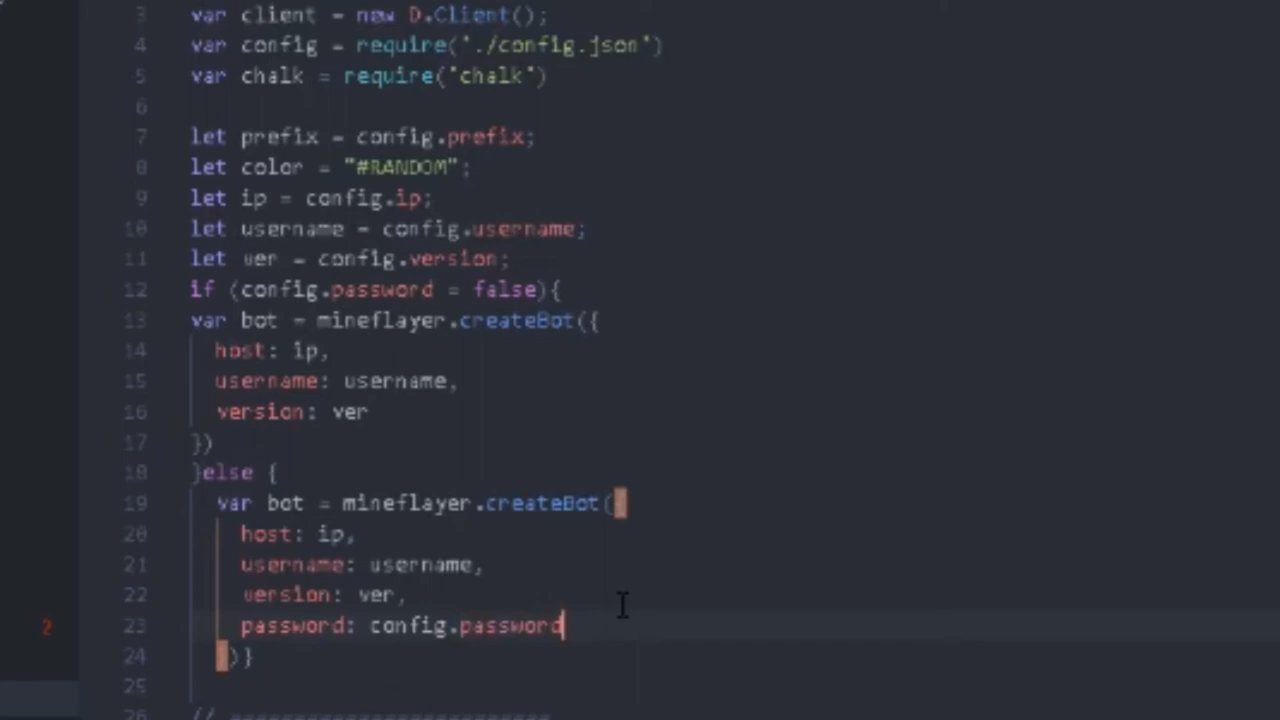 3 var client = new D.Client();
4 var config = require('./config.json')
5 var chalk = require('chalk')
6
7 let prefix = config.prefix;
8 let color = "#RANDOM";
9 let ip = config.ip;
10 let username = config.username;
11 let ver = config.version;
12 if (config.password = false){
13 var bot = mineflayer.createBot({
14 host: ip,
15 username: username,
16 version: ver
17 })
18 }else {
19 var bot = mineflayer.createBot({
20 host: ip,
21 username: username,
22 version: ver,
2 23 password: config.password
24 })}
25
26 // =========================